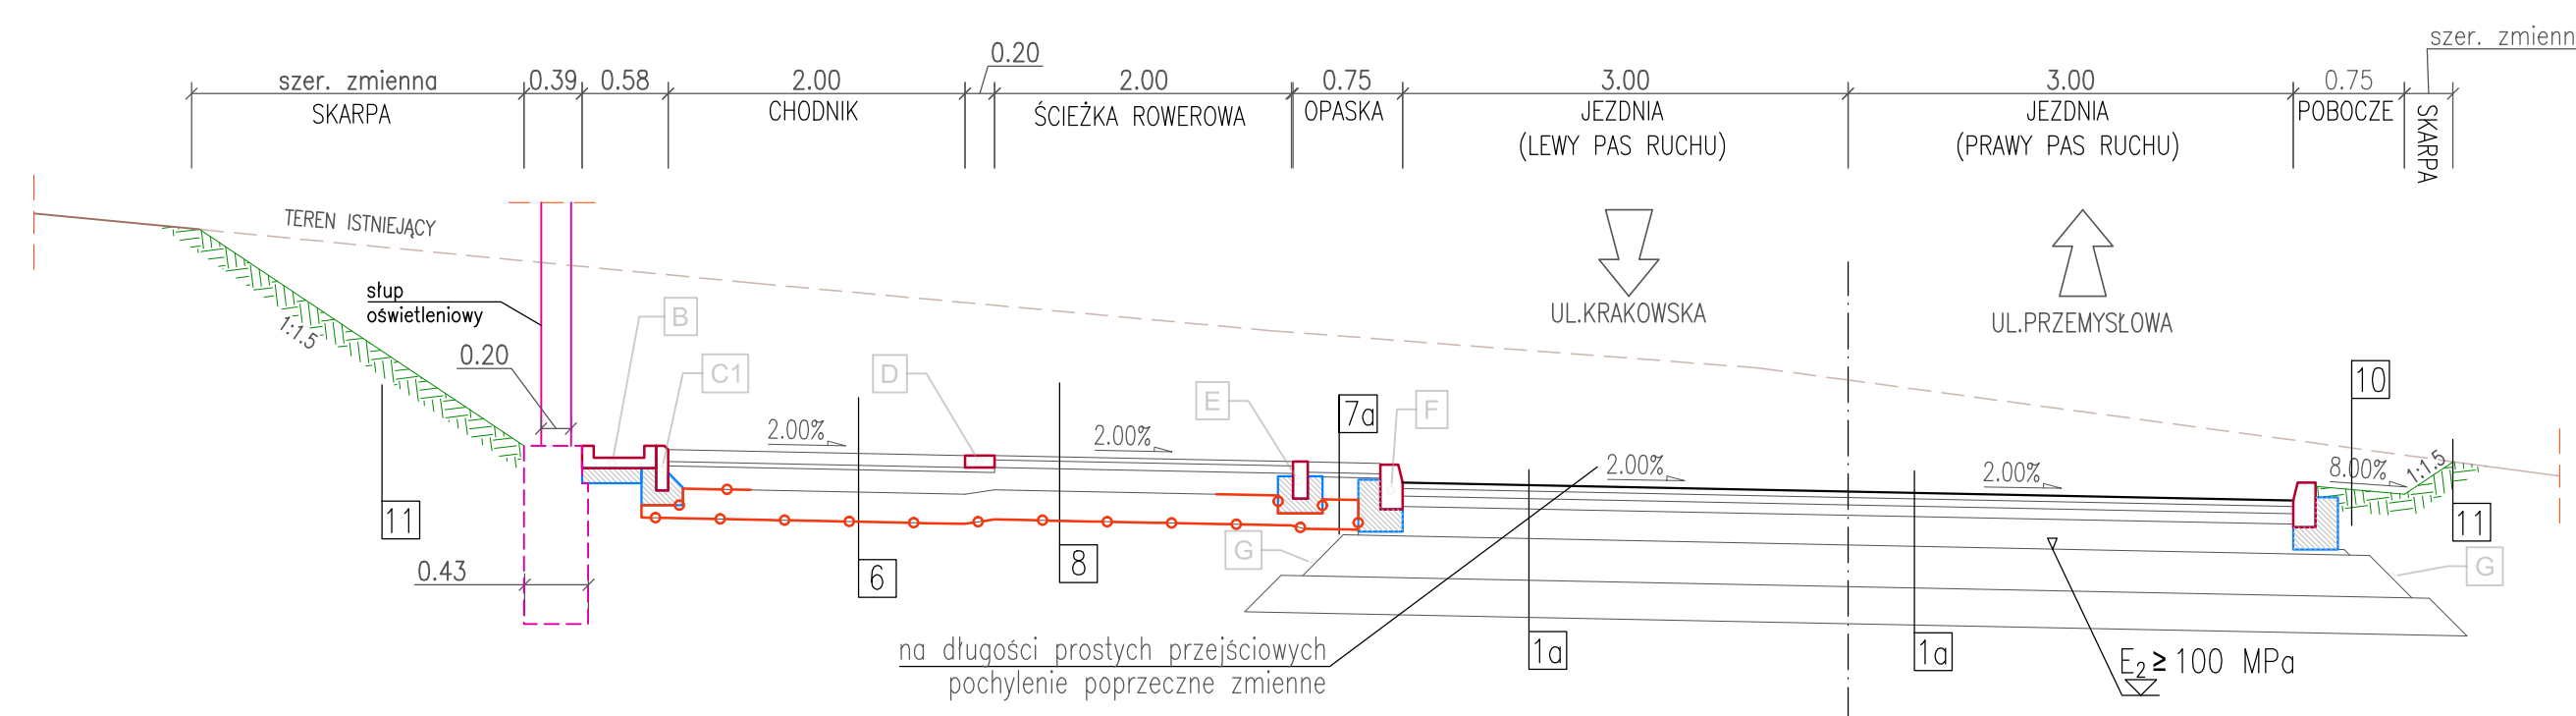 szer. zmienna
0.39
0.58
2.00
0.20
2.00
0.75
3.00
3.00
0.75
szer. zmienn
SKARPA
CHODNIK
ŚCIEŻKA ROWEROWA
OPASKA
JEZDNIA
(LEWY PAS RUCHU)
JEZDNIA
(PRAWY PAS RUCHU)
POBOCZE
SKARPA
TEREN ISTNIEJĄCY
słup
oświetleniowy
1:1.5
0.20
B
C1
D
E
7a
F
UL.KRAKOWSKA
UL.PRZEMYSŁOWA
10
2.00%
2.00%
2.00%
2.00%
8.00%
1:1.5
11
11
0.43
6
8
G
G
1a
1a
na długości prostych przejściowych
pochylenie poprzeczne zmienne
E₂ ≥ 100 MPa